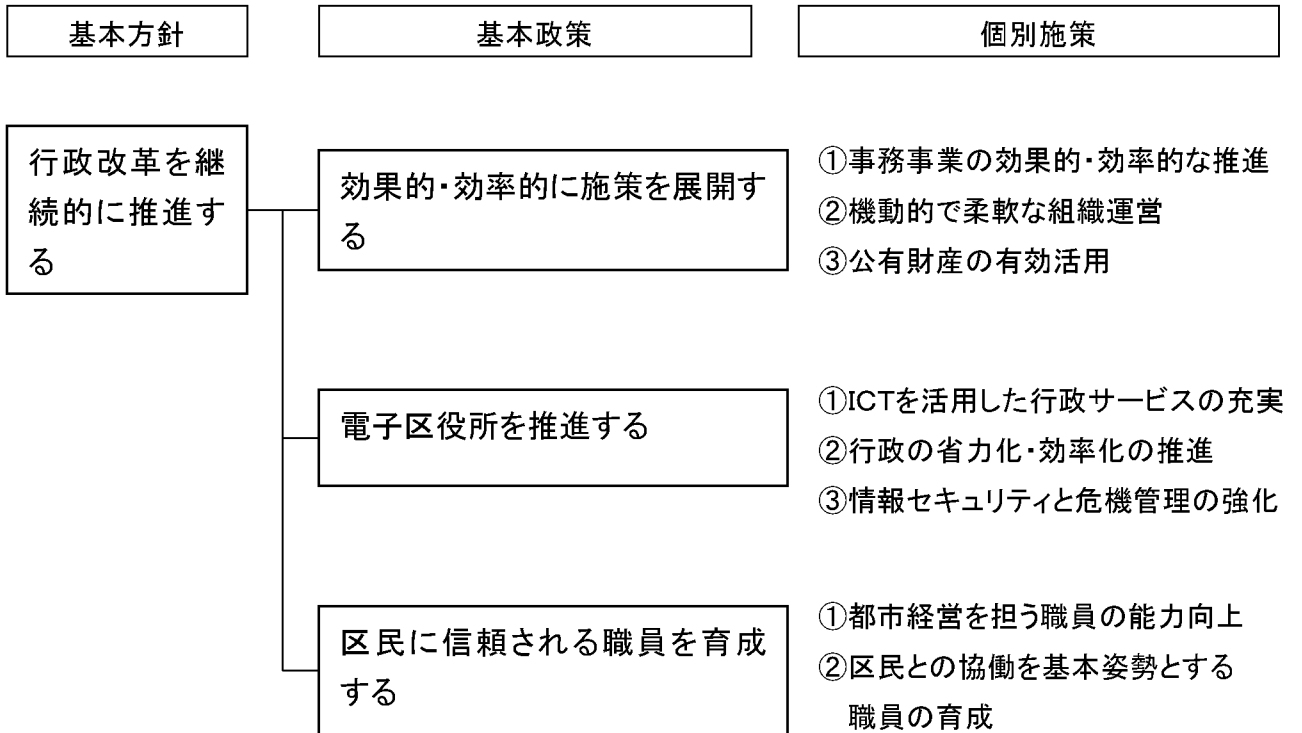 基本方針
基本政策
個別施策
行政改革を継
続的に推進す
る
効果的・効率的に施策を展開す
る
①事務事業の効果的・効率的な推進
②機動的で柔軟な組織運営
③公有財産の有効活用
電子区役所を推進する
①ICTを活用した行政サービスの充実
②行政の省力化・効率化の推進
③情報セキュリティと危機管理の強化
区民に信頼される職員を育成
する
①都市経営を担う職員の能力向上
②区民との協働を基本姿勢とする
職員の育成